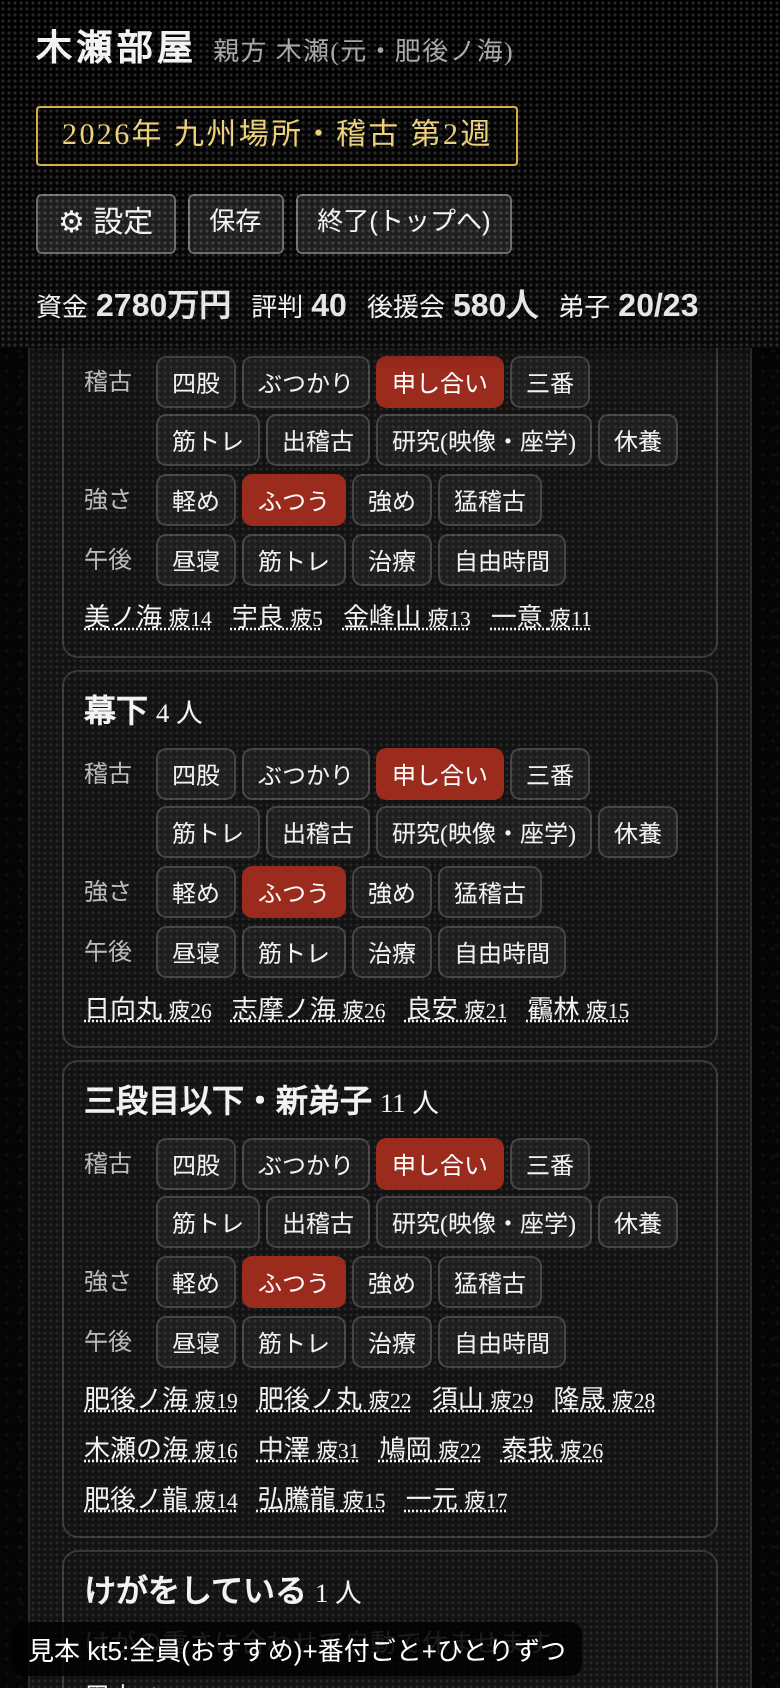 木瀬部屋 親方 木瀬(元・肥後ノ海)
2026年 九州場所・稽古 第2週
⚙ 設定 保存 終了(トップへ)
資金 2780万円 評判 40 後援会 580人 弟子 20/23
稽古 四股 ぶつかり 申し合い 三番
筋トレ 出稽古 研究(映像・座学) 休養
強さ 軽め ふつう 強め 猛稽古
午後 昼寝 筋トレ 治療 自由時間
美ノ海 疲14 宇良 疲5 金峰山 疲13 一意 疲11
幕下 4 人
稽古 四股 ぶつかり 申し合い 三番
筋トレ 出稽古 研究(映像・座学) 休養
強さ 軽め ふつう 強め 猛稽古
午後 昼寝 筋トレ 治療 自由時間
日向丸 疲26 志摩ノ海 疲26 良安 疲21 靏林 疲15
三段目以下・新弟子 11 人
稽古 四股 ぶつかり 申し合い 三番
筋トレ 出稽古 研究(映像・座学) 休養
強さ 軽め ふつう 強め 猛稽古
午後 昼寝 筋トレ 治療 自由時間
肥後ノ海 疲19 肥後ノ丸 疲22 須山 疲29 隆晟 疲28
木瀬の海 疲16 中澤 疲31 鳩岡 疲22 泰我 疲26
肥後ノ龍 疲14 弘騰龍 疲15 一元 疲17
けがをしている 1 人
見本 kt5:全員(おすすめ)+番付ごと+ひとりずつ